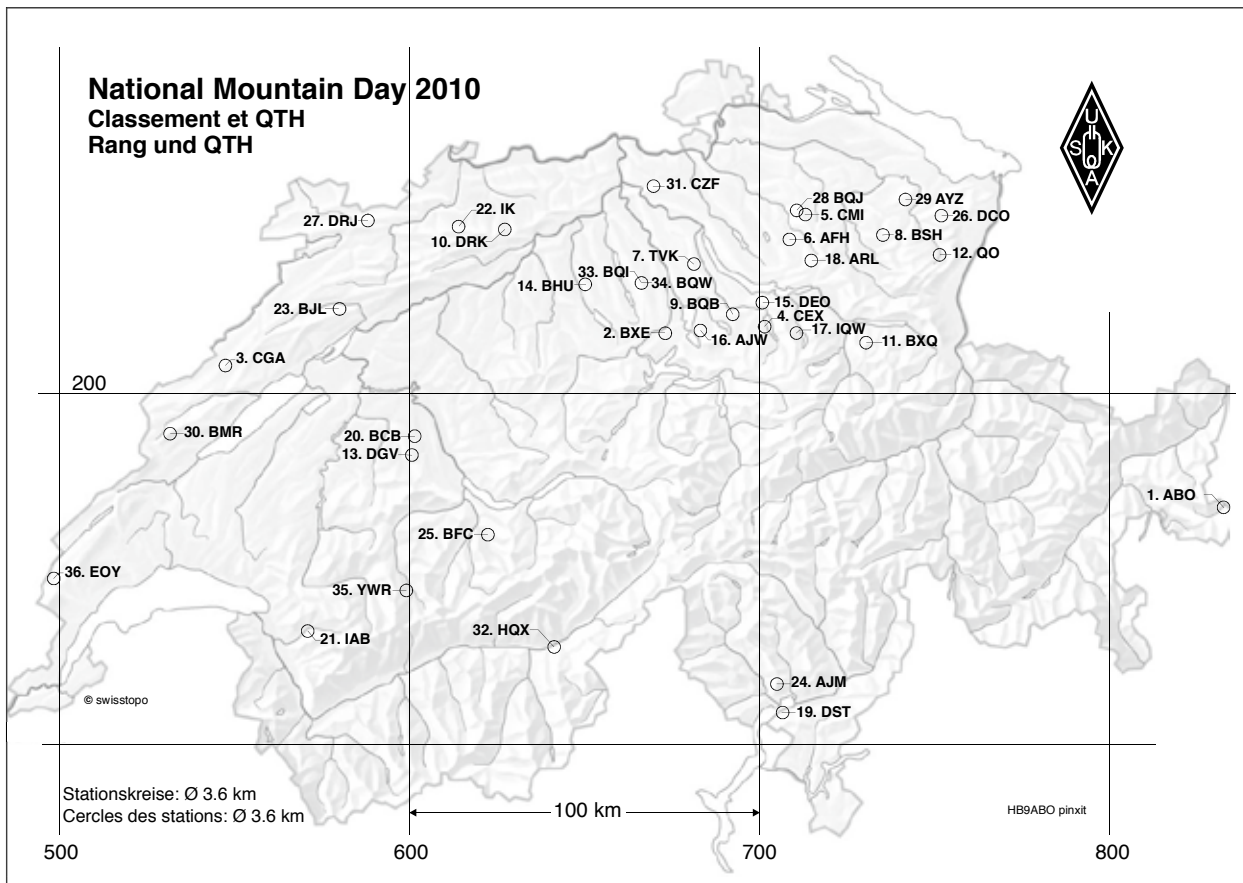 National Mountain Day 2010
Classement et QTH
Rang und QTH
U
S K
A
31. CZF
28 BQJ
29 AYZ
5. CMI
26. DCO
27. DRJ
22. IK
10. DRK
6. AFH
8. BSH
18. ARL
12. QO
7. TVK
33. BQI
34. BQW
14. BHU
15. DEO
9. BQB
4. CEX
23. BJL
2. BXE
16. AJW
17. IQW
11. BXQ
3. CGA
200
30. BMR
20. BCB
13. DGV
1. ABO
25. BFC
36. EOY
35. YWR
21. IAB
32. HQX
24. AJM
© swisstopo
19. DST
Stationskreise: Ø 3.6 km
Cercles des stations: Ø 3.6 km
100 km
HB9ABO pinxit
500 600 700 800